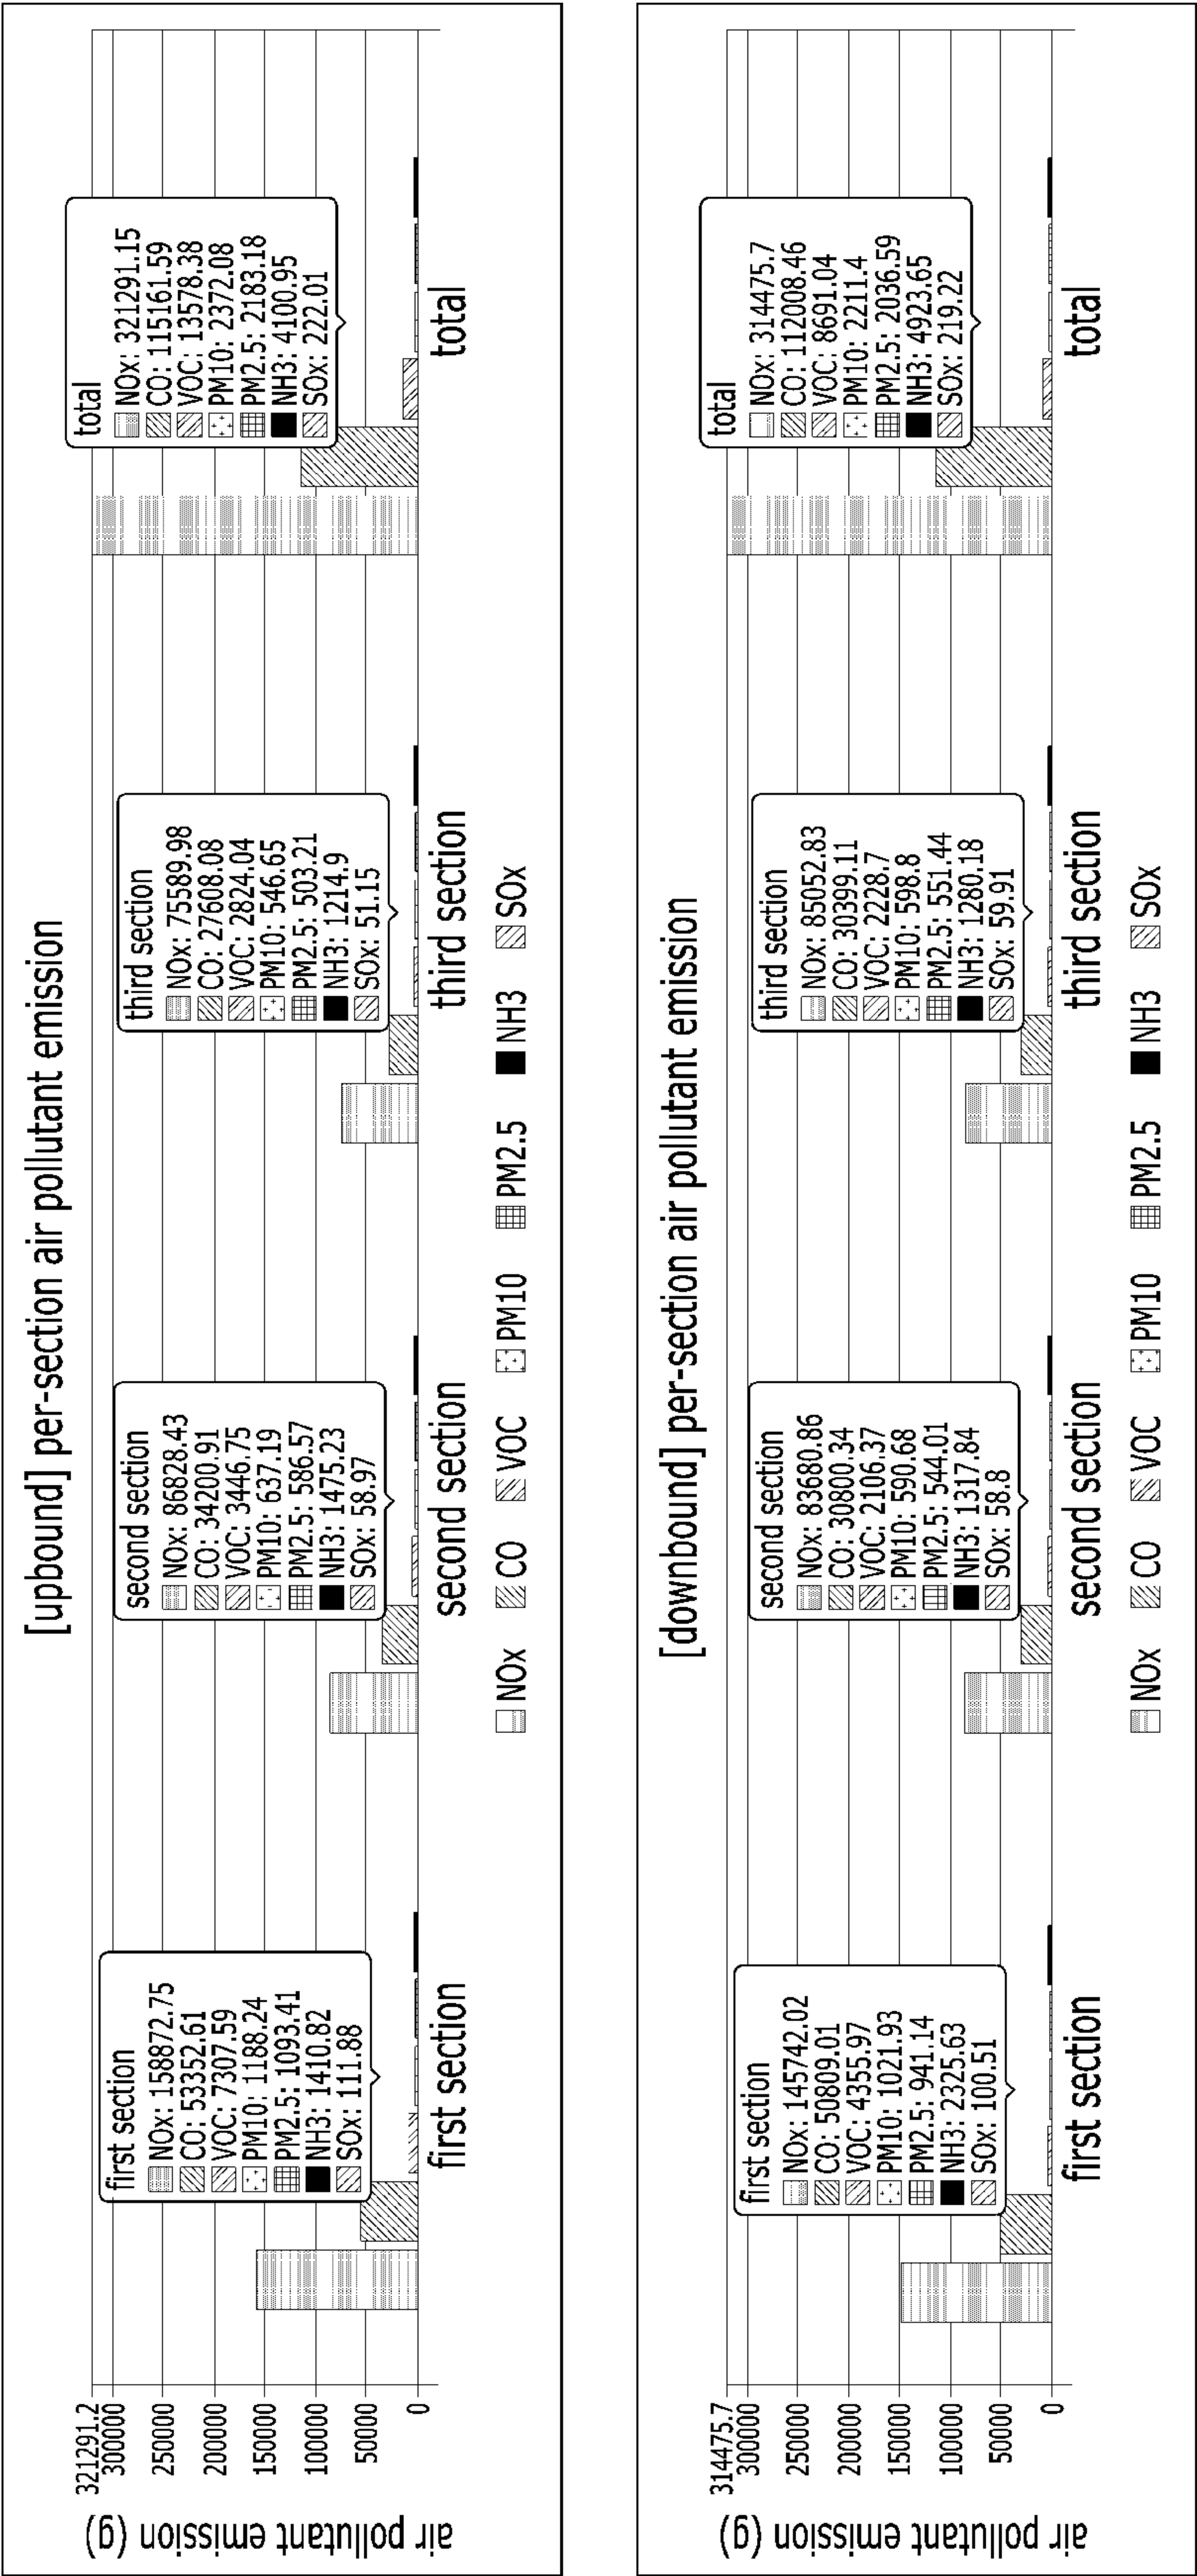 [upbound] per-section air pollutant emission
air pollutant emission (g)
321291.2
300000
250000
200000
150000
100000
50000
0
first section
NOx: 158872.75
CO: 53352.61
VOC: 7307.59
PM10: 1188.24
PM2.5: 1093.41
NH3: 1410.82
SOx: 111.88
second section
NOx: 86828.43
CO: 34200.91
VOC: 3446.75
PM10: 637.19
PM2.5: 586.57
NH3: 1475.23
SOx: 58.97
third section
NOx: 75589.98
CO: 27608.08
VOC: 2824.04
PM10: 546.65
PM2.5: 503.21
NH3: 1214.9
SOx: 51.15
total
NOx: 321291.15
CO: 115161.59
VOC: 13578.38
PM10: 2372.08
PM2.5: 2183.18
NH3: 4100.95
SOx: 222.01
first section second section third section total
NOx CO VOC PM10 PM2.5 NH3 SOx
[downbound] per-section air pollutant emission
air pollutant emission (g)
314475.7
300000
250000
200000
150000
100000
50000
0
first section
NOx: 145742.02
CO: 50809.01
VOC: 4355.97
PM10: 1021.93
PM2.5: 941.14
NH3: 2325.63
SOx: 100.51
second section
NOx: 83680.86
CO: 30800.34
VOC: 2106.37
PM10: 590.68
PM2.5: 544.01
NH3: 1317.84
SOx: 58.8
third section
NOx: 85052.83
CO: 30399.11
VOC: 2228.7
PM10: 598.8
PM2.5: 551.44
NH3: 1280.18
SOx: 59.91
total
NOx: 314475.7
CO: 112008.46
VOC: 8691.04
PM10: 2211.4
PM2.5: 2036.59
NH3: 4923.65
SOx: 219.22
first section second section third section total
NOx CO VOC PM10 PM2.5 NH3 SOx